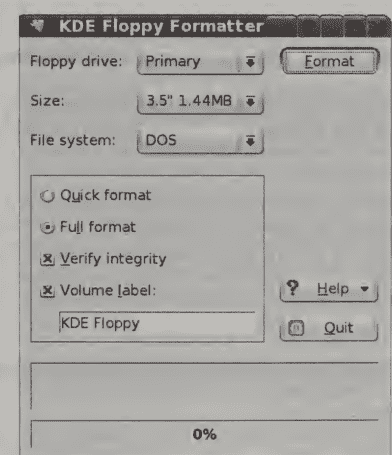 KDE Floppy Formatter
Floppy drive: Primary Format
Size: 3.5" 1.44MB
File system: DOS
Quick format
Full format
Verify integrity
Volume label:
? Help
KDE Floppy
Quit
0%